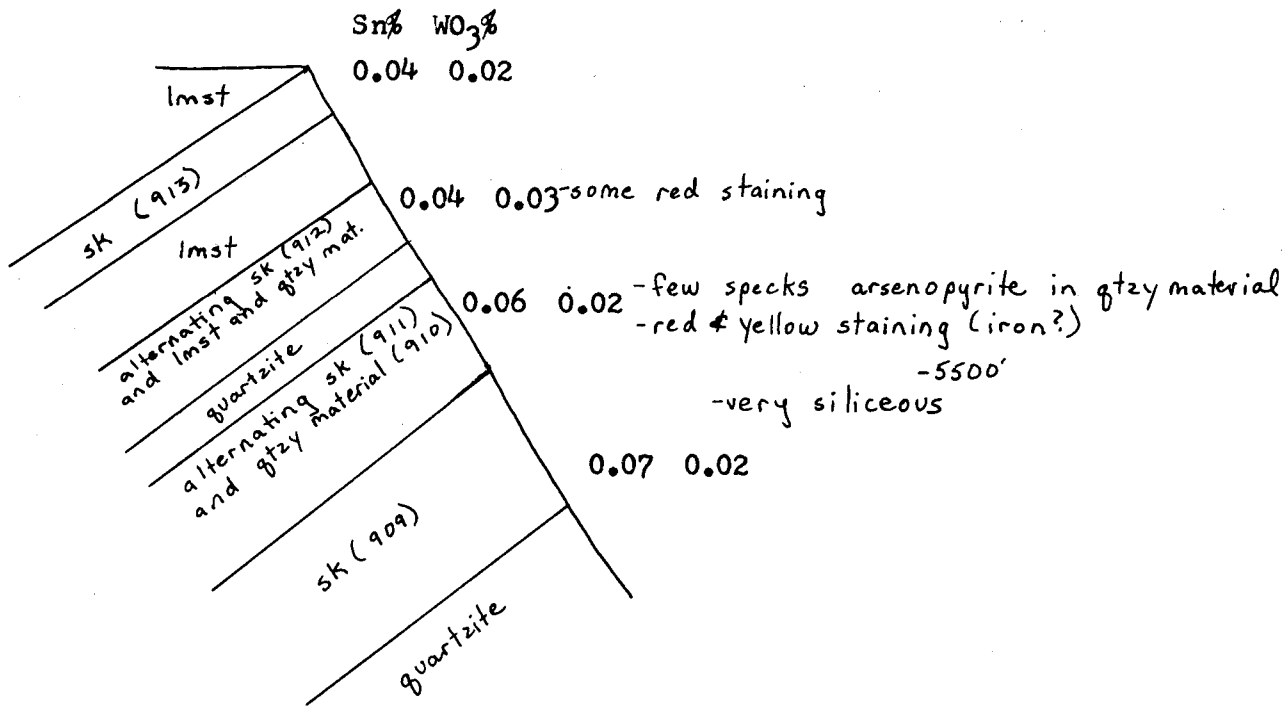 Sn% WO3%
0.04 0.02
lmst
sk (913)
0.04 0.03-some red staining
lmst
alternating sk (912)
and lmst and qtzy mat.
0.06 0.02 -few specks arsenopyrite in qtzy material
-red & yellow staining (iron?)
-5500'
-very siliceous
quartzite
alternating sk (911)
and qtzy material (910)
0.07 0.02
sk (909)
quartzite